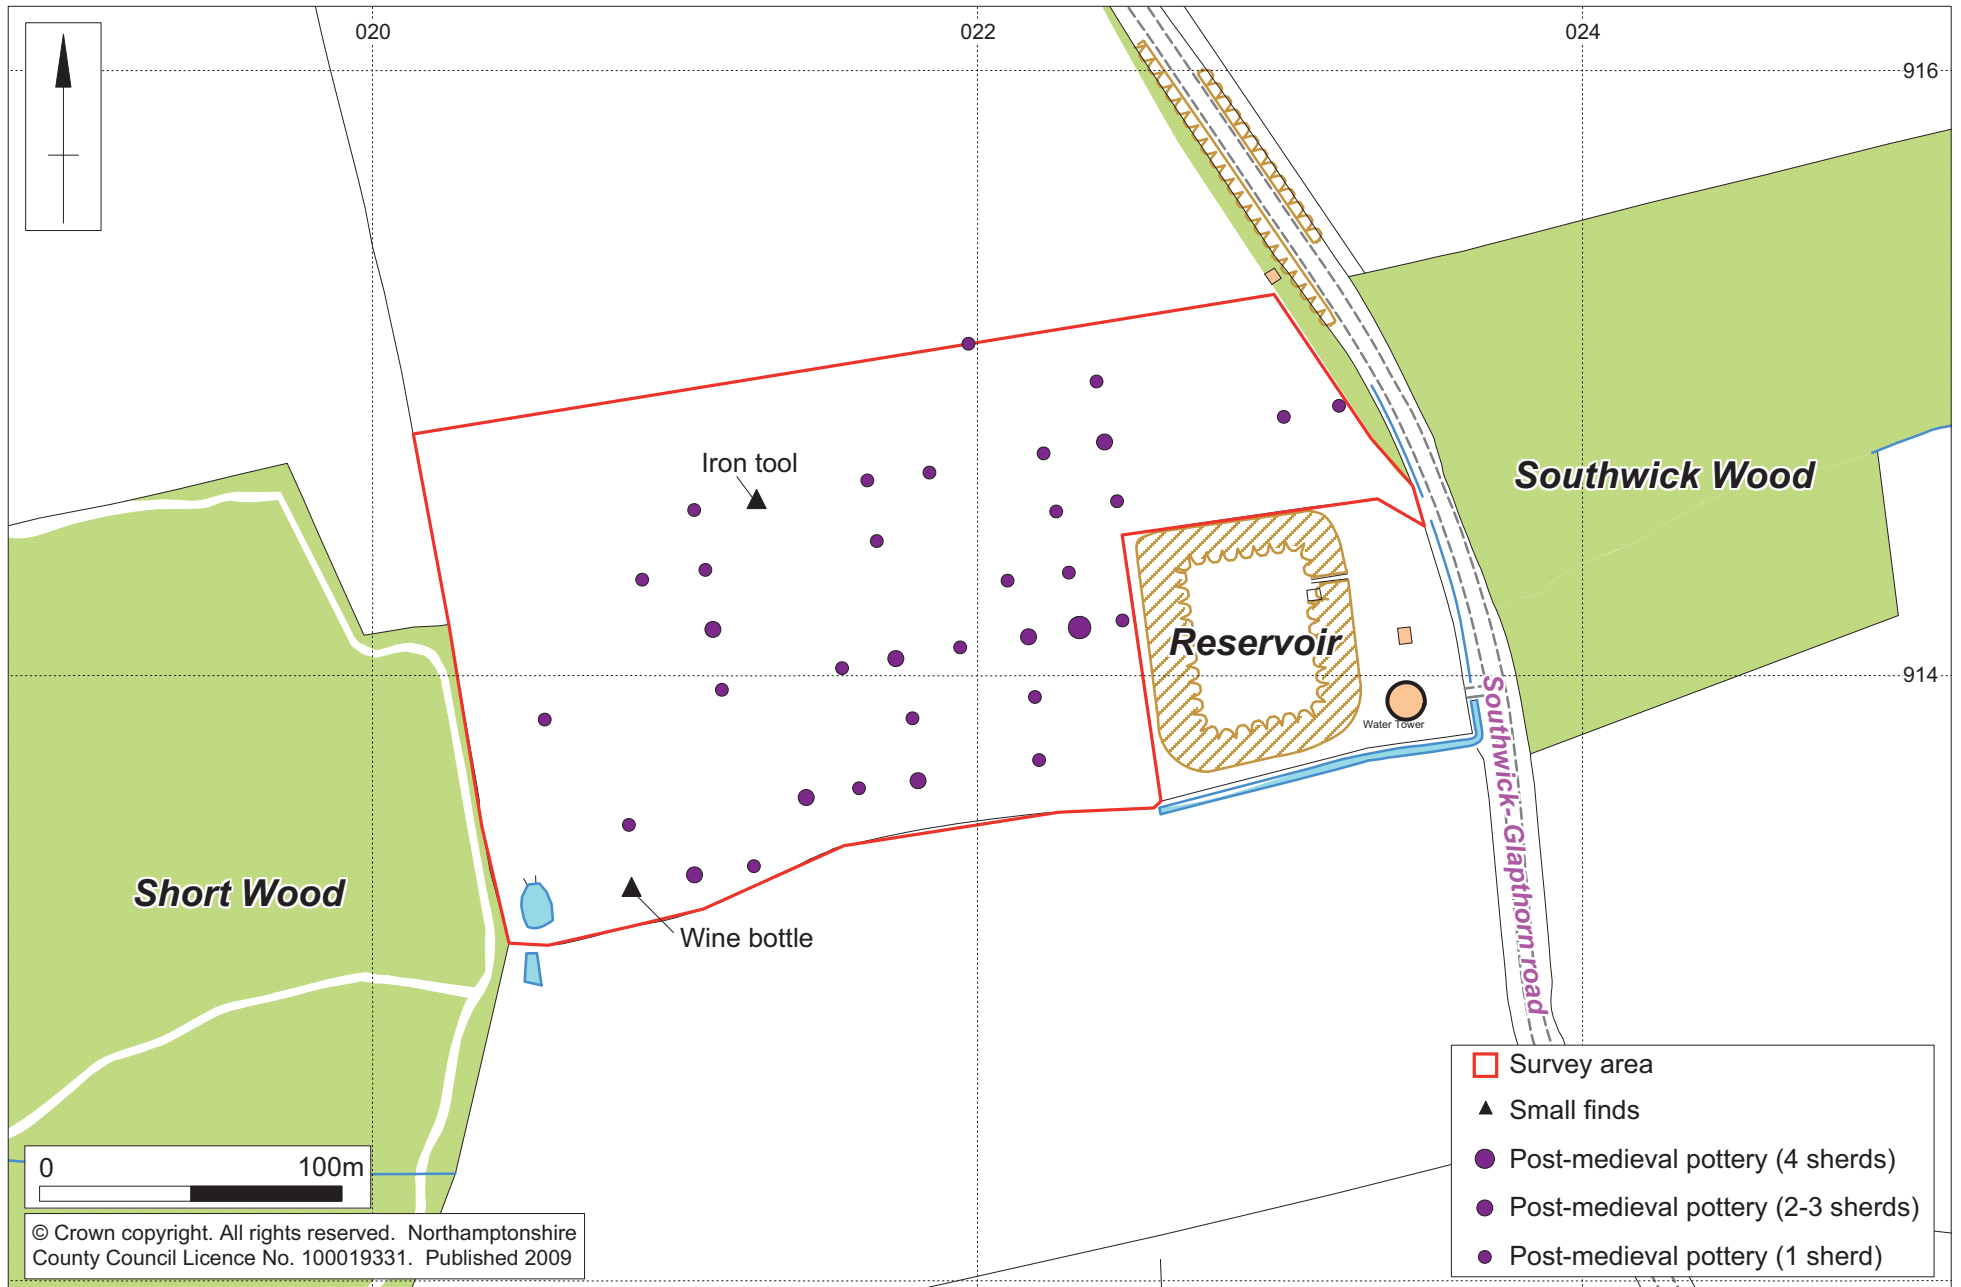 020
022
024
916
Iron tool
Southwick Wood
Reservoir
914
Water Tower
Southwick- Glapthorn road
Short Wood
Wine bottle
Survey area
Small finds
Post-medieval pottery (4 sherds)
Post-medieval pottery (2-3 sherds)
Post-medieval pottery (1 sherd)
0
100m
© Crown copyright. All rights reserved. Northamptonshire
County Council Licence No. 100019331. Published 2009